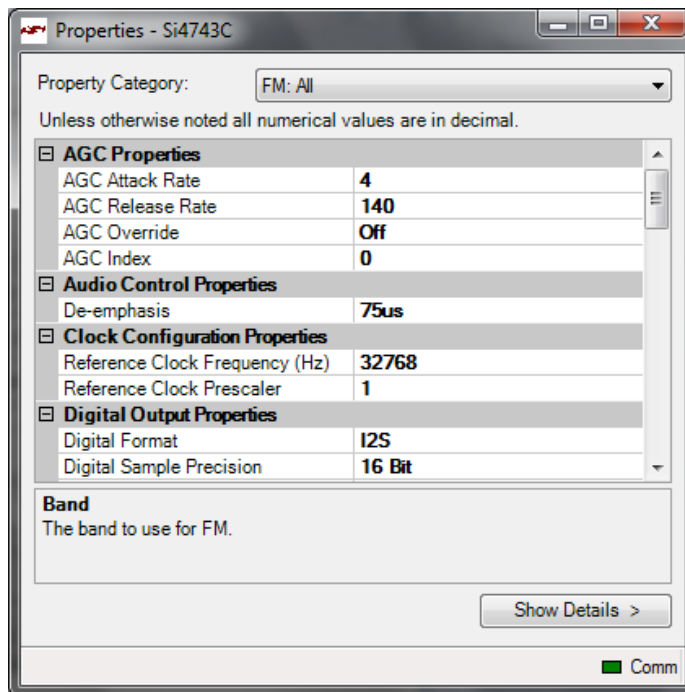 Properties - Si4743C
Property Category: FM: All
Unless otherwise noted all numerical values are in decimal.
AGC Properties
AGC Attack Rate 4
AGC Release Rate 140
AGC Override Off
AGC Index 0
Audio Control Properties
De-emphasis 75us
Clock Configuration Properties
Reference Clock Frequency (Hz) 32768
Reference Clock Prescaler 1
Digital Output Properties
Digital Format I2S
Digital Sample Precision 16 Bit
Band
The band to use for FM.
Show Details >
Comm